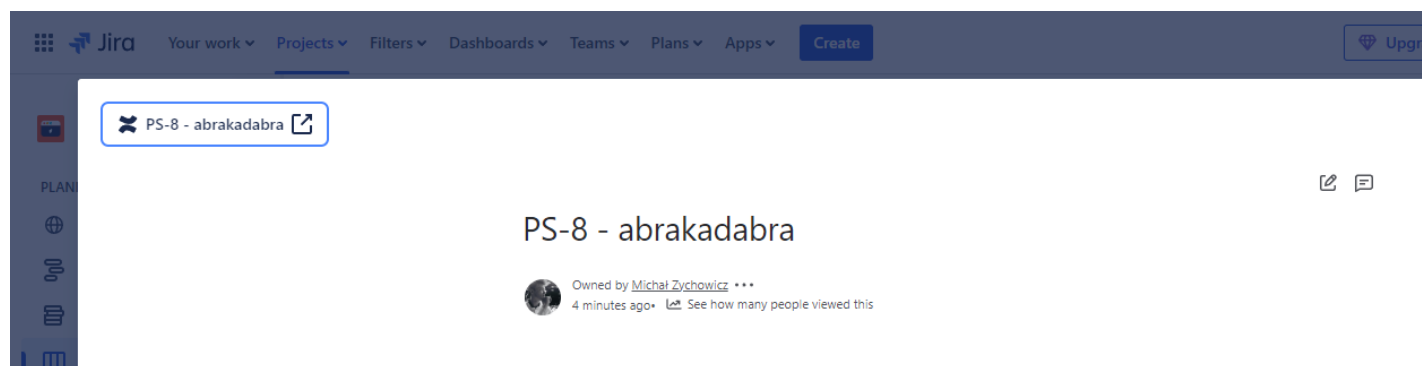 Jira Your work Projects Filters Dashboards Teams Plans Apps Create Upgr
PS-8 - abrakadabra
PLANI
PS-8 - abrakadabra
Owned by Michał Zychowicz •••
4 minutes ago• See how many people viewed this